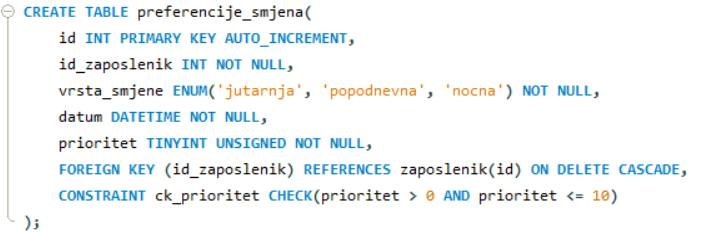 CREATE TABLE preferencije_smjena(
id INT PRIMARY KEY AUTO_INCREMENT,
id_zaposlenik INT NOT NULL,
vrsta_smjene ENUM('jutarnja', 'popodnevna', 'nocna') NOT NULL,
datum DATETIME NOT NULL,
prioritet TINYINT UNSIGNED NOT NULL,
FOREIGN KEY (id_zaposlenik) REFERENCES zaposlenik(id) ON DELETE CASCADE,
CONSTRAINT ck_prioritet CHECK(prioritet > 0 AND prioritet <= 10)
);